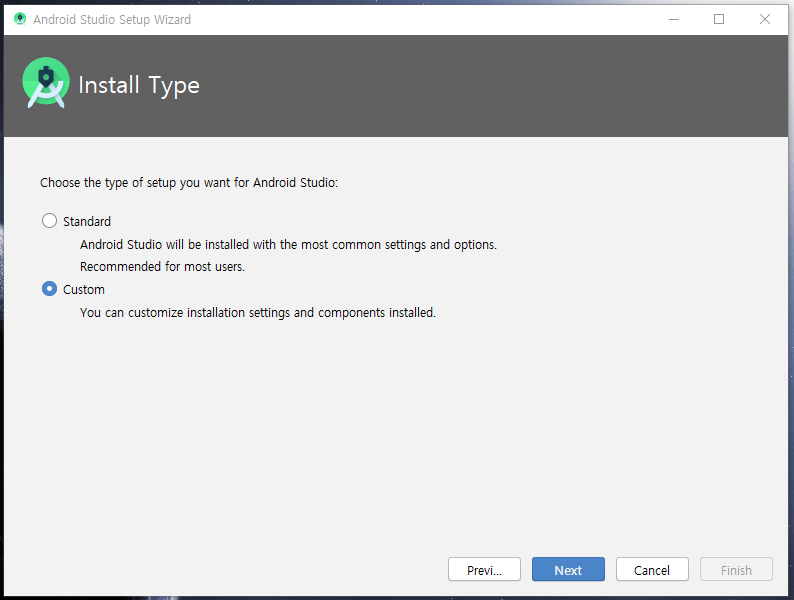 Android Studio Setup Wizard
Install Type
Choose the type of setup you want for Android Studio:
Standard
Android Studio will be installed with the most common settings and options.
Recommended for most users.
Custom
You can customize installation settings and components installed.
Previ...
Next
Cancel
Finish